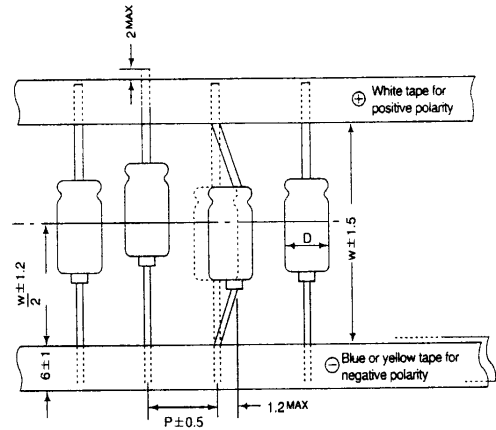 2 MAX
⊕ White tape for
positive polarity
D
W±1.5
W±1.2
2
⊖ Blue or yellow tape for
negative polarity
6±1
P±0.5
1.2 MAX